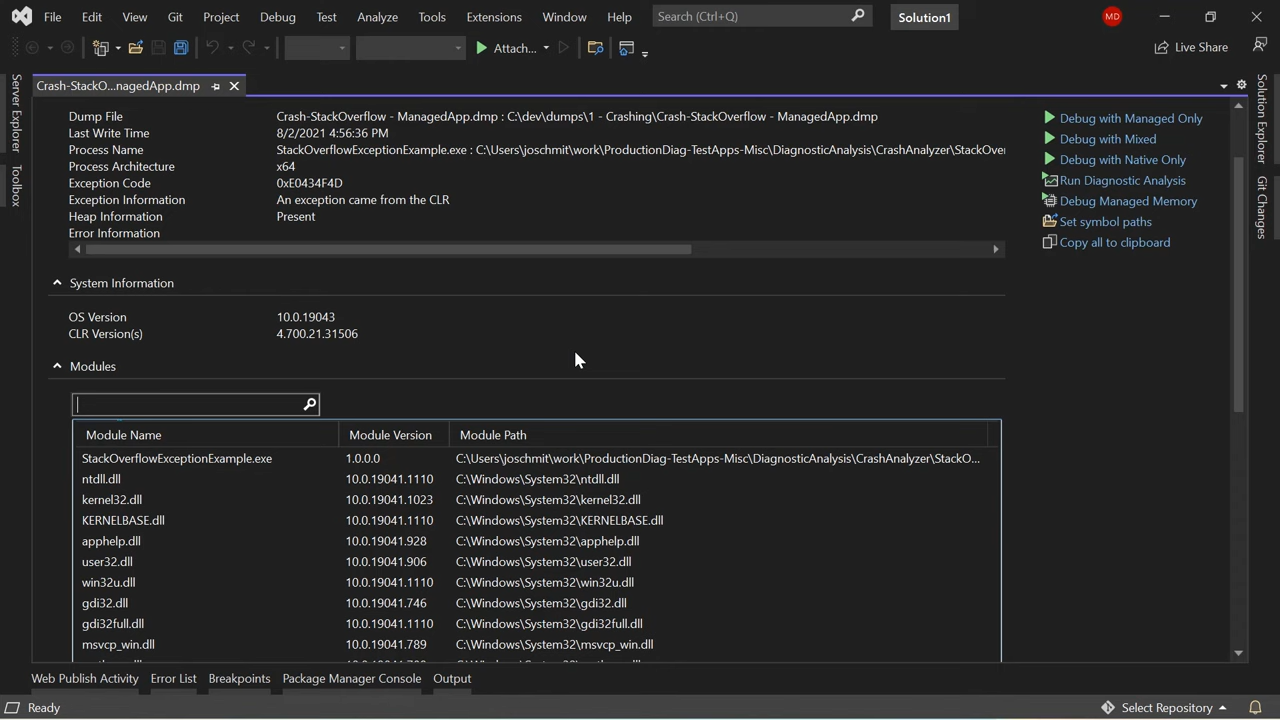 File Edit View Git Project Debug Test Analyze Tools Extensions Window Help Search (Ctrl+Q) Solution1 MD
Attach... Live Share
Crash-StackO...nagedApp.dmp
Server Explorer
Toolbox
Solution Explorer
Git Changes
Dump File Crash-StackOverflow - ManagedApp.dmp : C:\dev\dumps\1 - Crashing\Crash-StackOverflow - ManagedApp.dmp
Last Write Time 8/2/2021 4:56:36 PM
Process Name StackOverflowExceptionExample.exe : C:\Users\joschmit\work\ProductionDiag-TestApps-Misc\DiagnosticAnalysis\CrashAnalyzer\StackOver
Process Architecture x64
Exception Code 0xE0434F4D
Exception Information An exception came from the CLR
Heap Information Present
Error Information
Debug with Managed Only
Debug with Mixed
Debug with Native Only
Run Diagnostic Analysis
Debug Managed Memory
Set symbol paths
Copy all to clipboard
System Information
OS Version 10.0.19043
CLR Version(s) 4.700.21.31506
Modules
Module Name Module Version Module Path
StackOverflowExceptionExample.exe 1.0.0.0 C:\Users\joschmit\work\ProductionDiag-TestApps-Misc\DiagnosticAnalysis\CrashAnalyzer\StackO...
ntdll.dll 10.0.19041.1110 C:\Windows\System32\ntdll.dll
kernel32.dll 10.0.19041.1023 C:\Windows\System32\kernel32.dll
KERNELBASE.dll 10.0.19041.1110 C:\Windows\System32\KERNELBASE.dll
apphelp.dll 10.0.19041.928 C:\Windows\System32\apphelp.dll
user32.dll 10.0.19041.906 C:\Windows\System32\user32.dll
win32u.dll 10.0.19041.1110 C:\Windows\System32\win32u.dll
gdi32.dll 10.0.19041.746 C:\Windows\System32\gdi32.dll
gdi32full.dll 10.0.19041.1110 C:\Windows\System32\gdi32full.dll
msvcp_win.dll 10.0.19041.789 C:\Windows\System32\msvcp_win.dll
Web Publish Activity Error List Breakpoints Package Manager Console Output
Ready Select Repository